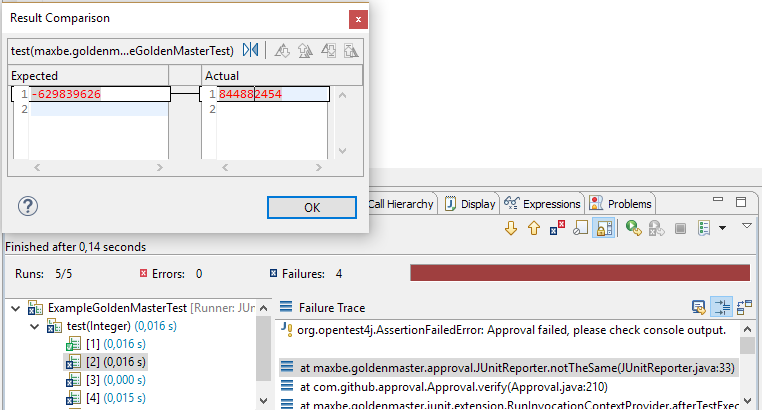 Result Comparison
test(maxbe.goldenm...eGoldenMasterTest)
Expected
Actual
1 -629839626
2
1 844882454
2
OK
Call Hierarchy Display Expressions Problems
Finished after 0,14 seconds
Runs: 5/5 Errors: 0 Failures: 4
ExampleGoldenMasterTest [Runner: JUr
test(Integer) (0,016 s)
[1] (0,016 s)
[2] (0,016 s)
[3] (0,000 s)
[4] (0,015 s)
Failure Trace
org.opentest4j.AssertionFailedError: Approval failed, please check console output.
at maxbe.goldenmaster.approval.JUnitReporter.notTheSame(JUnitReporter.java:33)
at com.github.approval.Approval.verify(Approval.java:210)
at maxbe.goldenmaster.junit.extension.RunInvocationContextProvider.afterTestExec